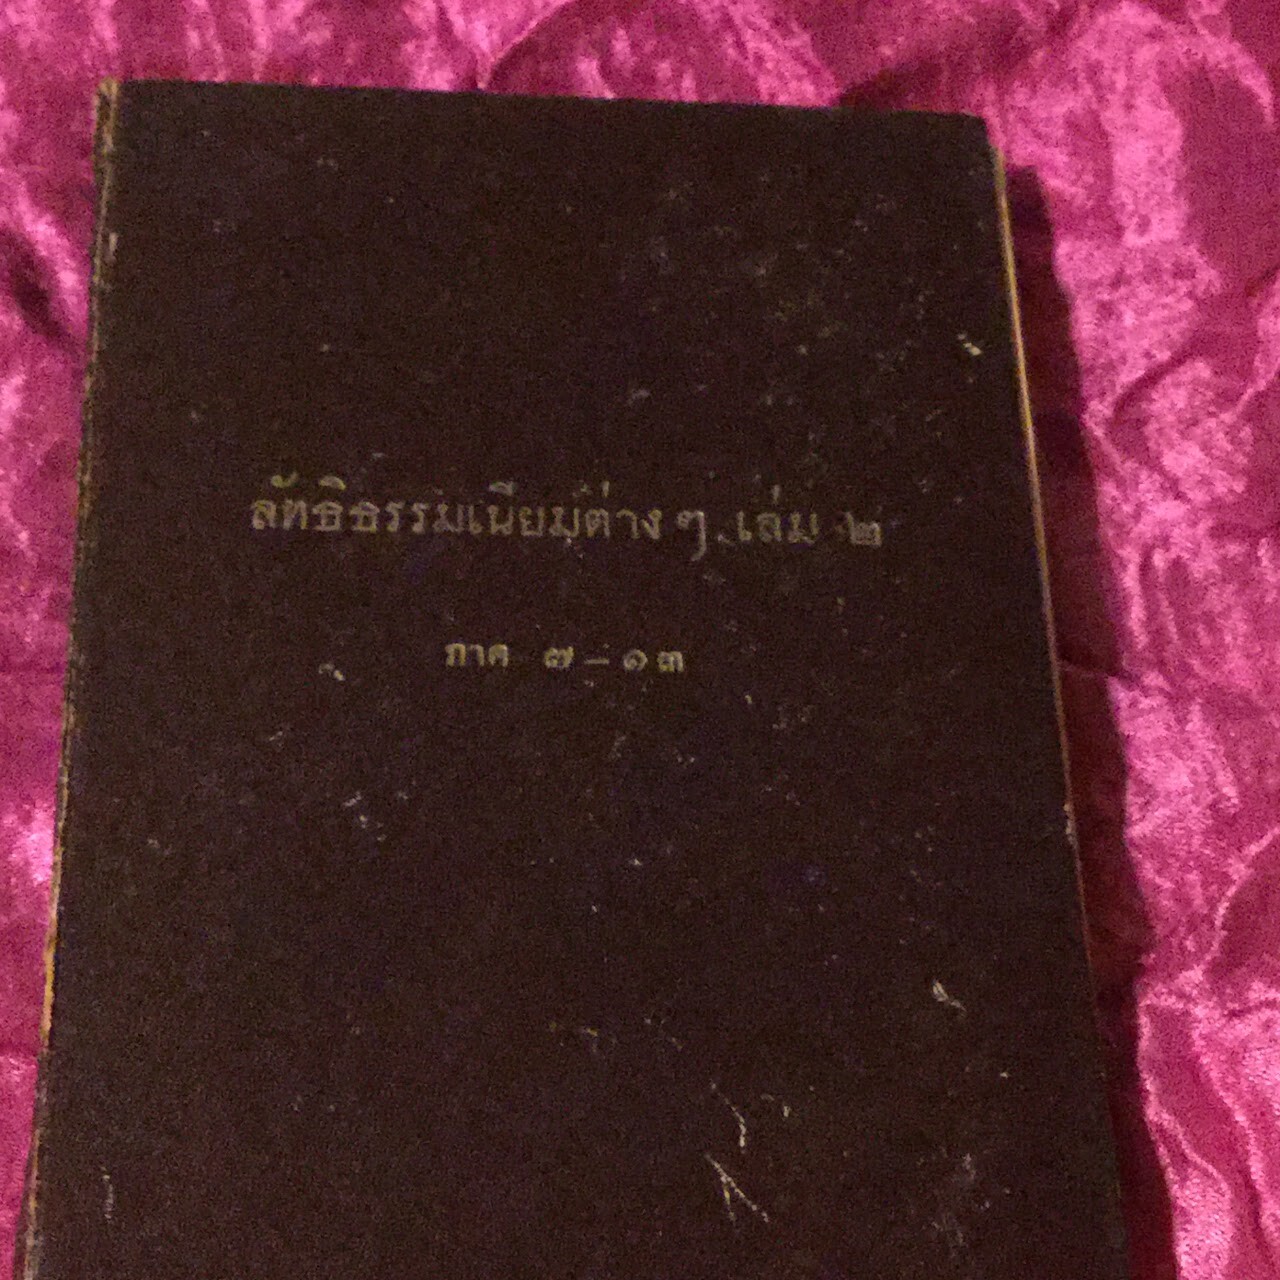 ลัทธิธรรมเนียมต่าง ๆ เล่ม ๒
ภาค ๗ – ๑๓